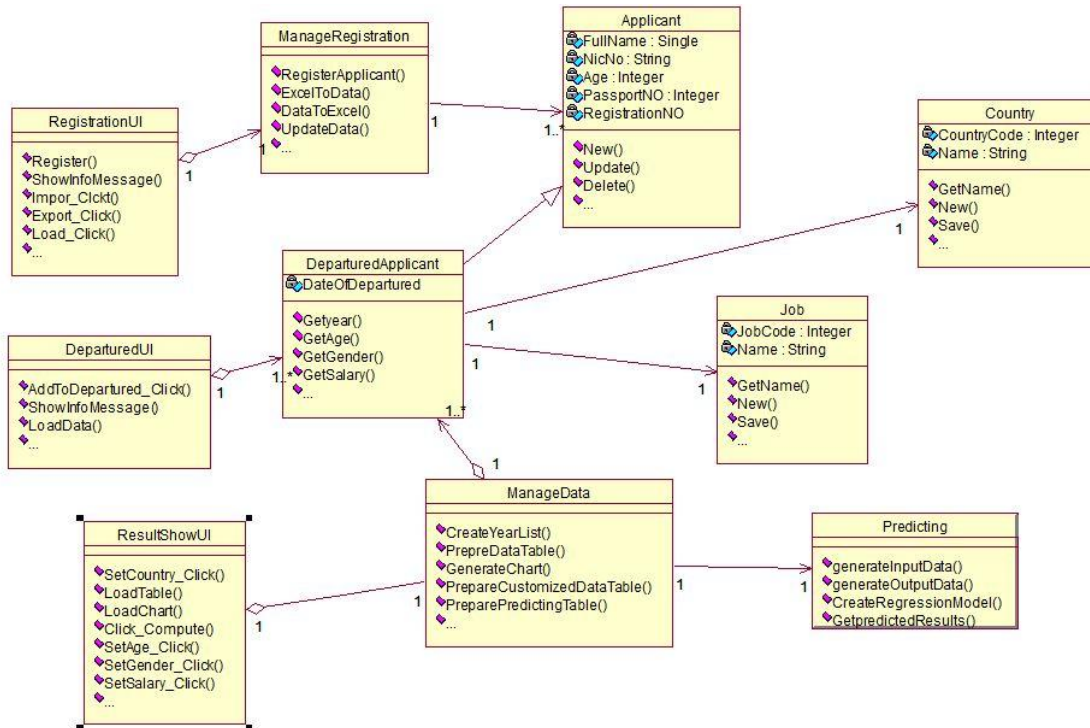 Applicant
FullName : Single
NicNo : String
Age : Integer
PassportNO : Integer
RegistrationNO
New()
Update()
Delete()
...
ManageRegistration
RegisterApplicant()
ExcelToData()
DataToExcel()
UpdateData()
...
1
1..*
RegistrationUI
Register()
ShowInfoMessage()
Impor_Clckt()
Export_Click()
Load_Click()
...
1
1
Country
CountryCode : Integer
Name : String
GetName()
New()
Save()
...
1
DeparturedApplicant
DateOfDepartured
Getyear()
GetAge()
GetGender()
GetSalary()
...
1
1
1..*
1..*
Job
JobCode : Integer
Name : String
GetName()
New()
Save()
...
1
DeparturedUI
AddToDepartured_Click()
ShowInfoMessage()
LoadData()
...
1
1
ManageData
CreateYearList()
PrepreDataTable()
GenerateChart()
PrepareCustomizedDataTable()
PreparePredictingTable()
...
1
1
1
Predicting
generateInputData()
generateOutputData()
CreateRegressionModel()
GetpredictedResults()
ResultShowUI
SetCountry_Click()
LoadTable()
LoadChart()
Click_Compute()
SetAge_Click()
SetGender_Click()
SetSalary_Click()
...
1